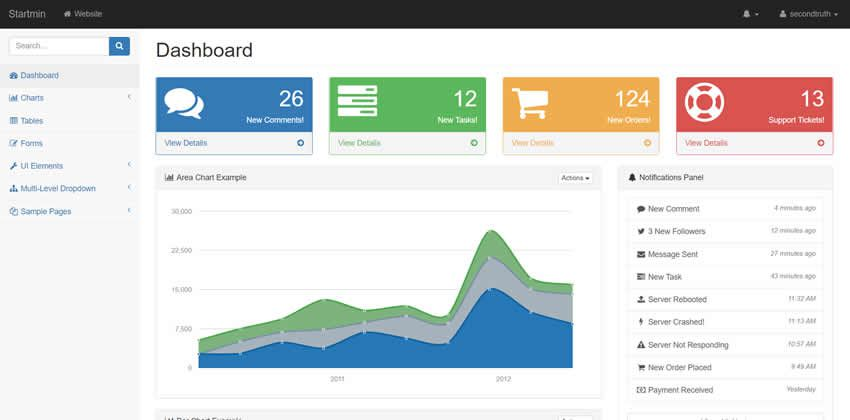 Startmin Website secondtruth
Search...
Dashboard
Charts
Tables
Forms
UI Elements
Multi-Level Dropdown
Sample Pages
Dashboard
26
New Comments!
View Details
12
New Tasks!
View Details
124
New Orders!
View Details
13
Support Tickets!
View Details
Area Chart Example Actions
30,000
22,500
15,000
7,500
0
2011 2012
Notifications Panel
New Comment 4 minutes ago
3 New Followers 12 minutes ago
Message Sent 27 minutes ago
New Task 43 minutes ago
Server Rebooted 11:32 AM
Server Crashed! 11:13 AM
Server Not Responding 10:57 AM
New Order Placed 9:49 AM
Payment Received Yesterday